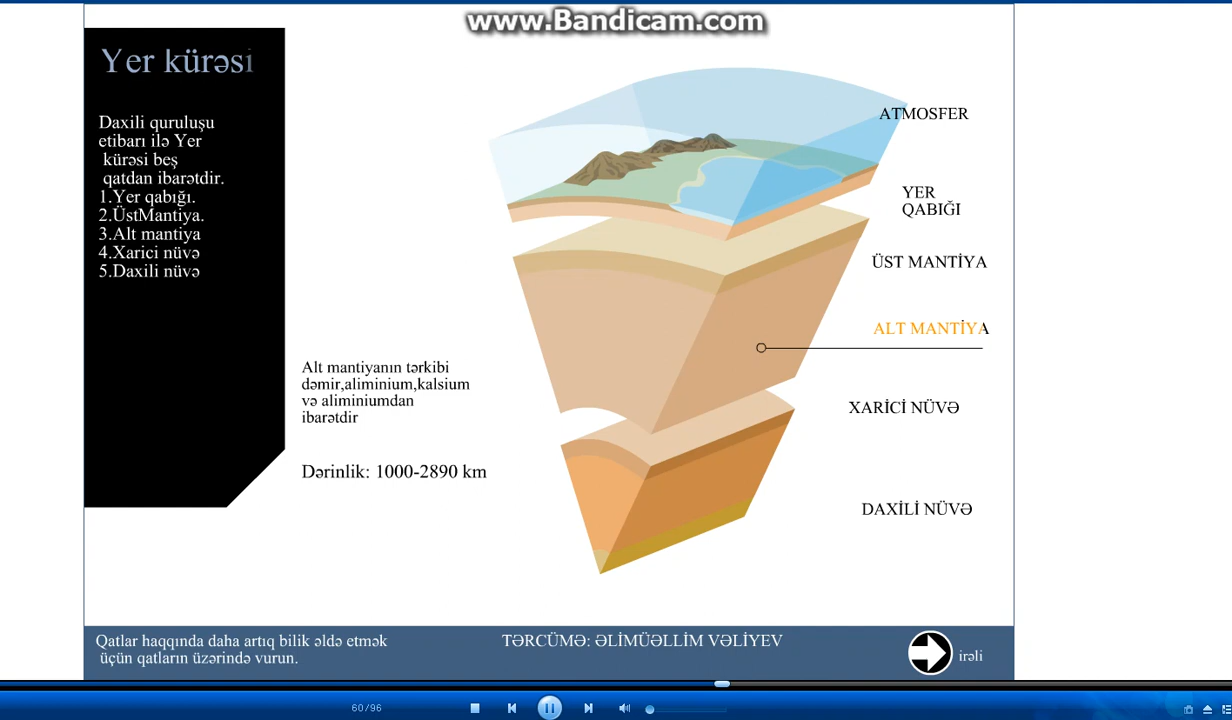 www.Bandicam.com
Yer kürəsi
Daxili quruluşu
etibarı ilə Yer
kürəsi beş
qatdan ibarətdir.
1.Yer qabığı.
2.ÜstMantiya.
3.Alt mantiya
4.Xarici nüvə
5.Daxili nüvə
ATMOSFER
YER
QABIĞI
ÜST MANTİYA
ALT MANTİYA
XARİCİ NÜVƏ
DAXİLİ NÜVƏ
Alt mantiyanın tərkibi
dəmir,aliminium,kalsium
və aliminiumdan
ibarətdir
Dərinlik: 1000-2890 km
Qatlar haqqında daha artıq bilik əldə etmək
üçün qatların üzərində vurun.
TƏRCÜMƏ: ƏLİMÜƏLLİM VƏLİYEV
irəli
60/96